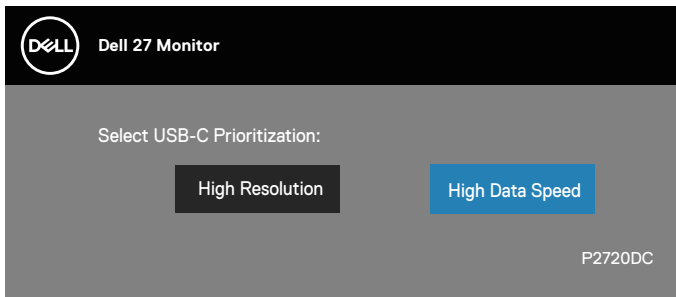 DELL
Dell 27 Monitor
Select USB-C Prioritization:
High Resolution
High Data Speed
P2720DC